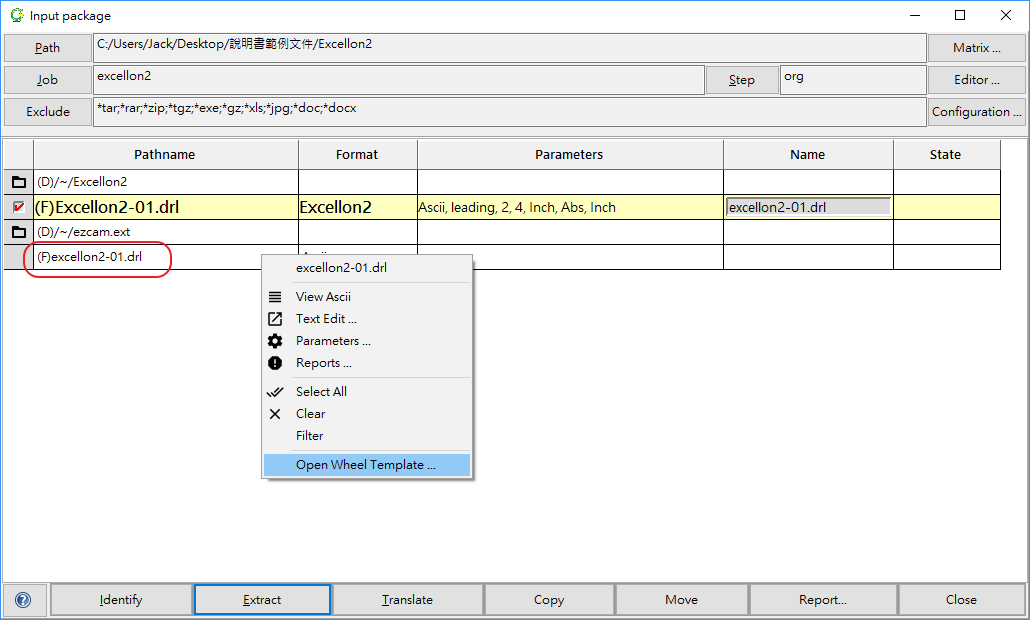 Input package
Path C:/Users/Jack/Desktop/說明書範例文件/Excellon2 Matrix ...
Job excellon2 Step org Editor ...
Exclude *tar;*rar;*zip;*tgz;*exe;*gz;*xls;*jpg;*doc;*docx Configuration ...
Pathname Format Parameters Name State
(D)/~/Excellon2
(F)Excellon2-01.drl Excellon2 Ascii, leading, 2, 4, Inch, Abs, Inch excellon2-01.drl
(D)/~/ezcam.ext
(F)excellon2-01.drl
excellon2-01.drl
View Ascii
Text Edit ...
Parameters ...
Reports ...
Select All
Clear
Filter
Open Wheel Template ...
Identify Extract Translate Copy Move Report... Close